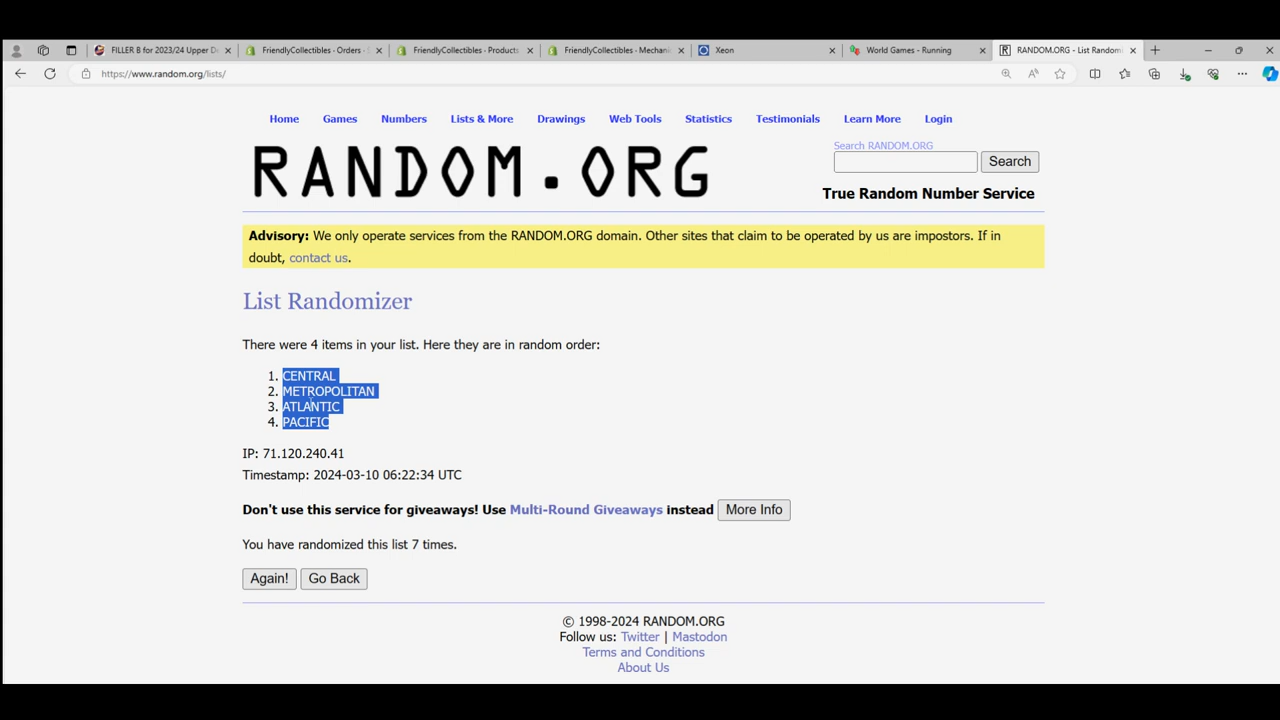 FILLER B for 2023/24 Upper De
FriendlyCollectibles - Orders - S
FriendlyCollectibles - Products
FriendlyCollectibles - Mechani
Xeon
World Games - Running
RANDOM.ORG - List Randomi
https://www.random.org/lists/
Home Games Numbers Lists & More Drawings Web Tools Statistics Testimonials Learn More Login
Search RANDOM.ORG
RANDOM.ORG
Search
True Random Number Service
Advisory: We only operate services from the RANDOM.ORG domain. Other sites that claim to be operated by us are impostors. If in
doubt, contact us.
List Randomizer
There were 4 items in your list. Here they are in random order:
1. CENTRAL
2. METROPOLITAN
3. ATLANTIC
4. PACIFIC
IP: 71.120.240.41
Timestamp: 2024-03-10 06:22:34 UTC
Don't use this service for giveaways! Use Multi-Round Giveaways instead More Info
You have randomized this list 7 times.
Again! Go Back
© 1998-2024 RANDOM.ORG
Follow us: Twitter | Mastodon
Terms and Conditions
About Us